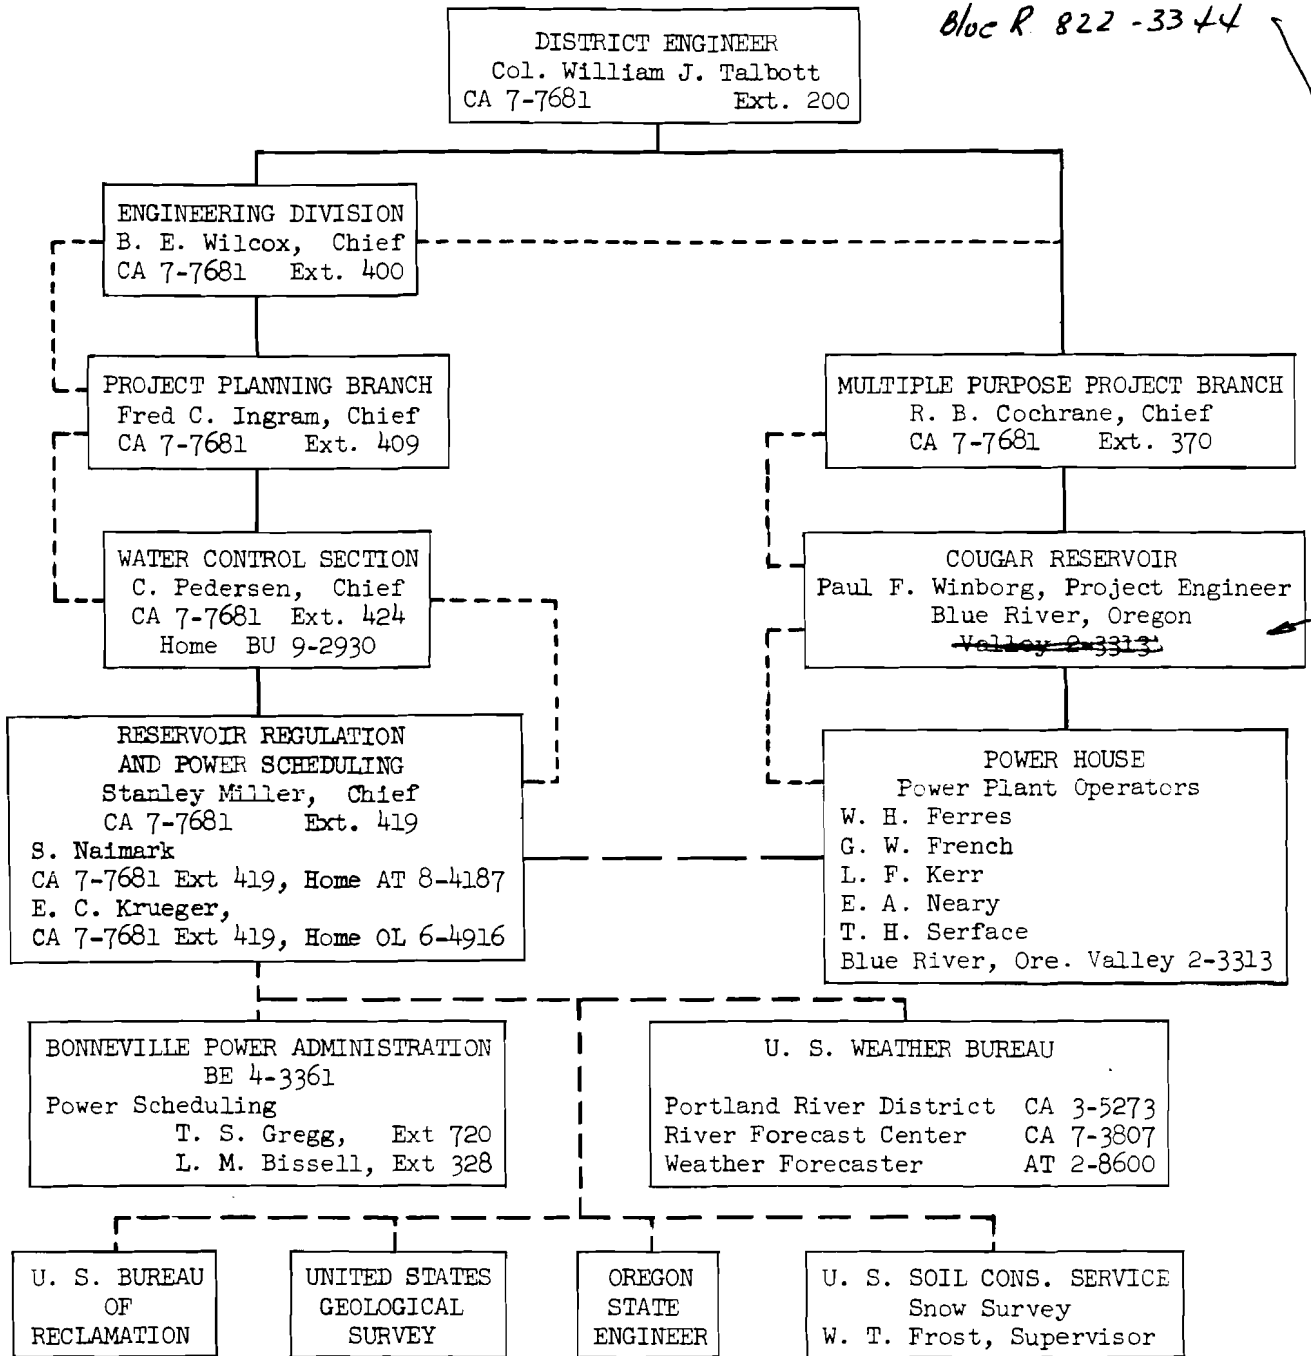 Bloe R 822-3344
DISTRICT ENGINEER
Col. William J. Talbott
CA 7-7681 Ext. 200
ENGINEERING DIVISION
B. E. Wilcox, Chief
CA 7-7681 Ext. 400
PROJECT PLANNING BRANCH
Fred C. Ingram, Chief
CA 7-7681 Ext. 409
MULTIPLE PURPOSE PROJECT BRANCH
R. B. Cochrane, Chief
CA 7-7681 Ext. 370
WATER CONTROL SECTION
C. Pedersen, Chief
CA 7-7681 Ext. 424
Home BU 9-2930
COUGAR RESERVOIR
Paul F. Winborg, Project Engineer
Blue River, Oregon
Valley 2-3313
RESERVOIR REGULATION
AND POWER SCHEDULING
Stanley Miller, Chief
CA 7-7681 Ext. 419
S. Naimark
CA 7-7681 Ext 419, Home AT 8-4187
E. C. Krueger,
CA 7-7681 Ext 419, Home OL 6-4916
POWER HOUSE
Power Plant Operators
W. H. Ferres
G. W. French
L. F. Kerr
E. A. Neary
T. H. Serface
Blue River, Ore. Valley 2-3313
BONNEVILLE POWER ADMINISTRATION
BE 4-3361
Power Scheduling
T. S. Gregg, Ext 720
L. M. Bissell, Ext 328
U. S. WEATHER BUREAU
Portland River District CA 3-5273
River Forecast Center CA 7-3807
Weather Forecaster AT 2-8600
U. S. BUREAU
OF
RECLAMATION
UNITED STATES
GEOLOGICAL
SURVEY
OREGON
STATE
ENGINEER
U. S. SOIL CONS. SERVICE
Snow Survey
W. T. Frost, Supervisor